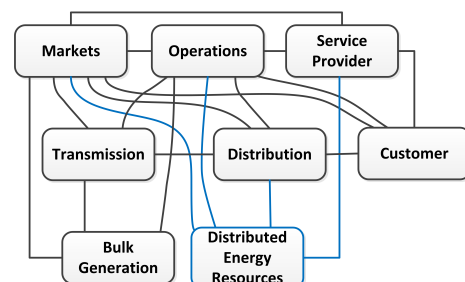 Markets
Operations
Service
Provider
Transmission
Distribution
Customer
Bulk
Generation
Distributed
Energy
Resources